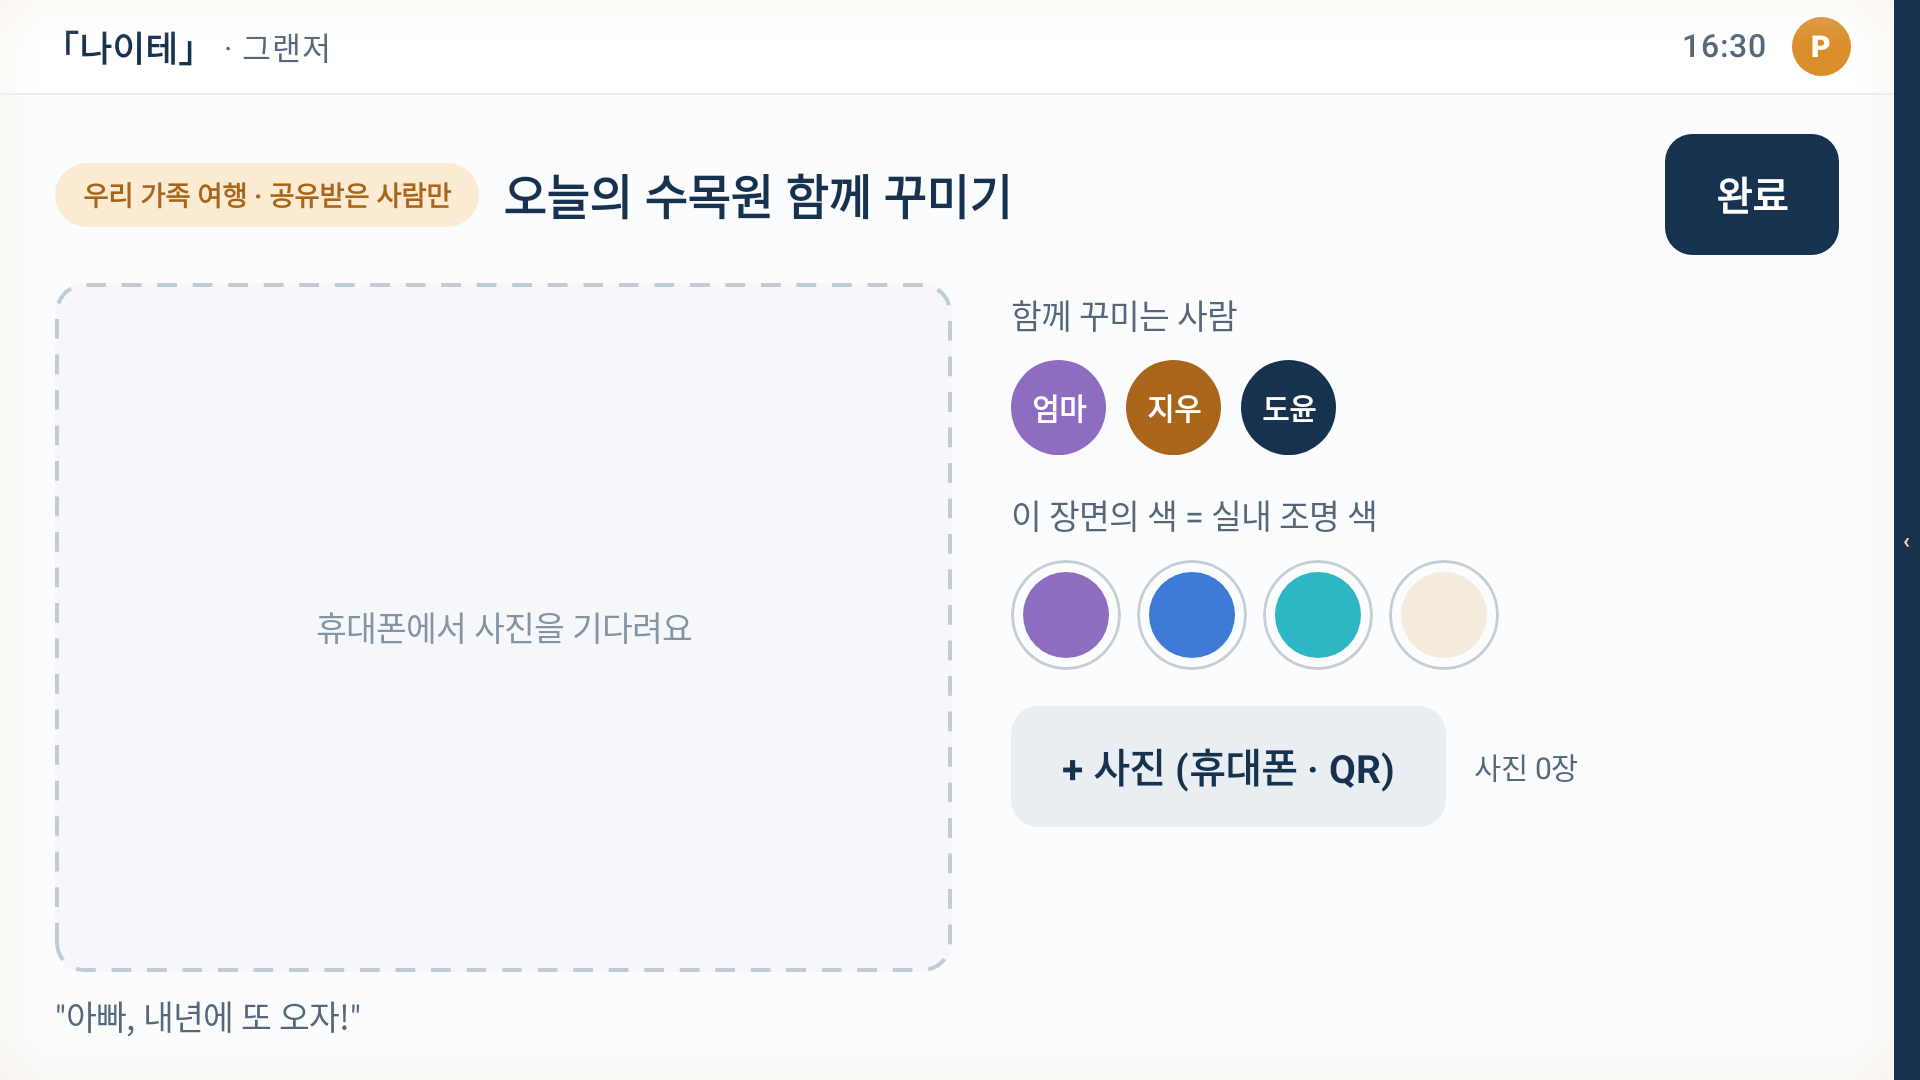 「나이테」 · 그랜저
16:30 P
우리 가족 여행 · 공유받은 사람만 오늘의 수목원 함께 꾸미기 완료
휴대폰에서 사진을 기다려요
함께 꾸미는 사람
엄마 지우 도윤
이 장면의 색 = 실내 조명 색
+ 사진 (휴대폰 · QR) 사진 0장
‹
"아빠, 내년에 또 오자!"